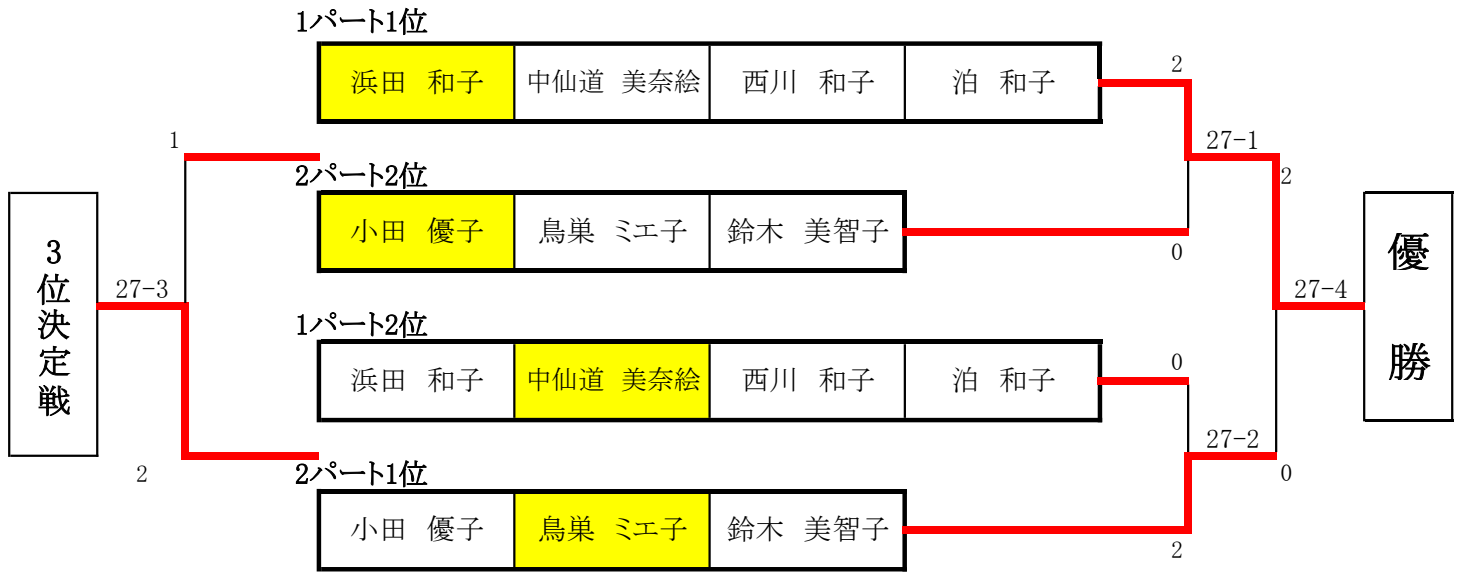 1パート1位
浜田 和子 中仙道 美奈絵 西川 和子 泊 和子
2
1
27-1
2パート2位
2
小田 優子 鳥巣 ミエ子 鈴木 美智子
0
3位決定戦
27-3
優勝
27-4
1パート2位
浜田 和子 中仙道 美奈絵 西川 和子 泊 和子
0
27-2
2パート1位
2
0
小田 優子 鳥巣 ミエ子 鈴木 美智子
2